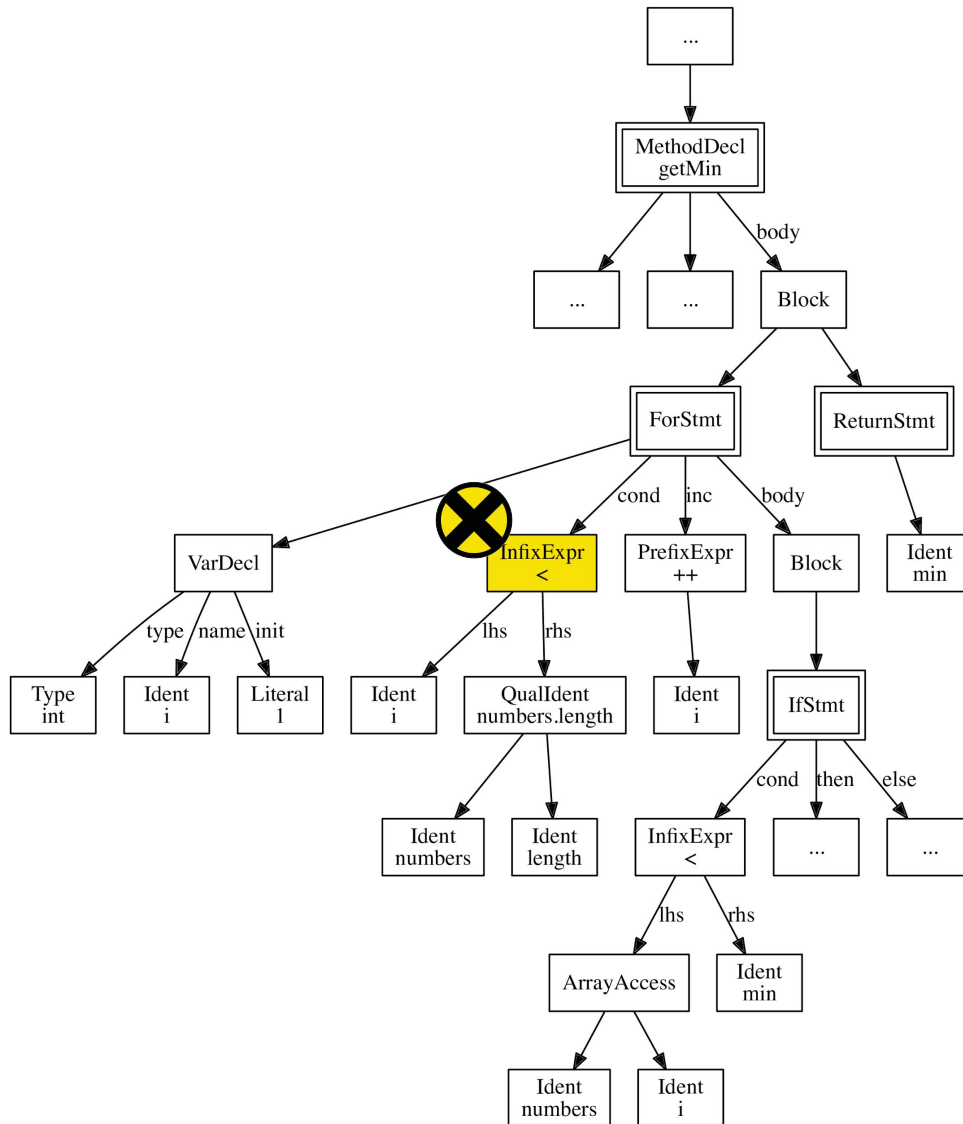 ...
MethodDecl
getMin
body
...
...
Block
ForStmt
ReturnStmt
cond
inc
body
VarDecl
InfixExpr
<
PrefixExpr
++
Block
Ident
min
type
name
init
lhs
rhs
Type
int
Ident
i
Literal
1
Ident
i
QualIdent
numbers.length
Ident
i
IfStmt
cond
then
else
Ident
numbers
Ident
length
InfixExpr
<
...
...
lhs
rhs
ArrayAccess
Ident
min
Ident
numbers
Ident
i